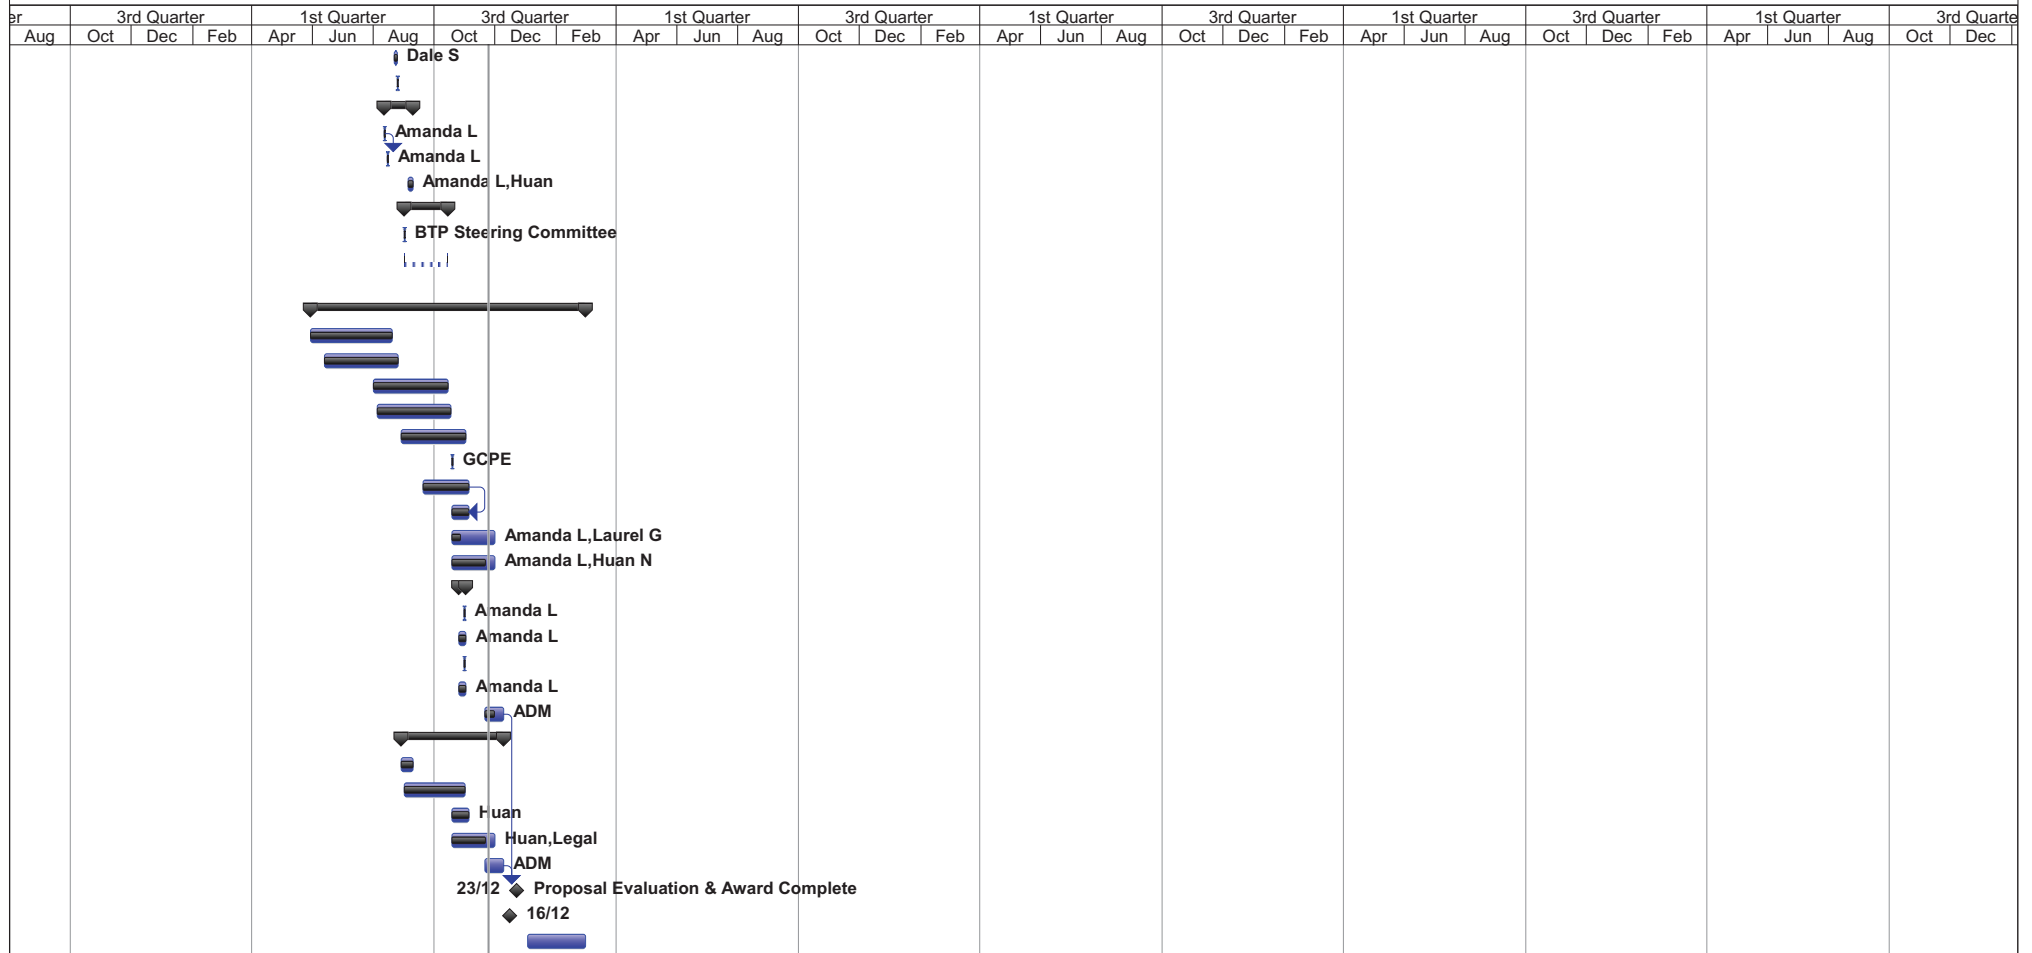 er 3rd Quarter 1st Quarter 3rd Quarter 1st Quarter 3rd Quarter 1st Quarter 3rd Quarter 1st Quarter 3rd Quarter 1st Quarter 3rd Quarte
Aug Oct Dec Feb Apr Jun Aug Oct Dec Feb Apr Jun Aug Oct Dec Feb Apr Jun Aug Oct Dec Feb Apr Jun Aug Oct Dec Feb Apr Jun Aug Oct Dec
Dale S
Amanda L
Amanda L
Amanda L,Huan
BTP Steering Committee
GCPE
Amanda L,Laurel G
Amanda L,Huan N
Amanda L
Amanda L
Amanda L
ADM
Huan
Huan,Legal
ADM
23/12 Proposal Evaluation & Award Complete
16/12